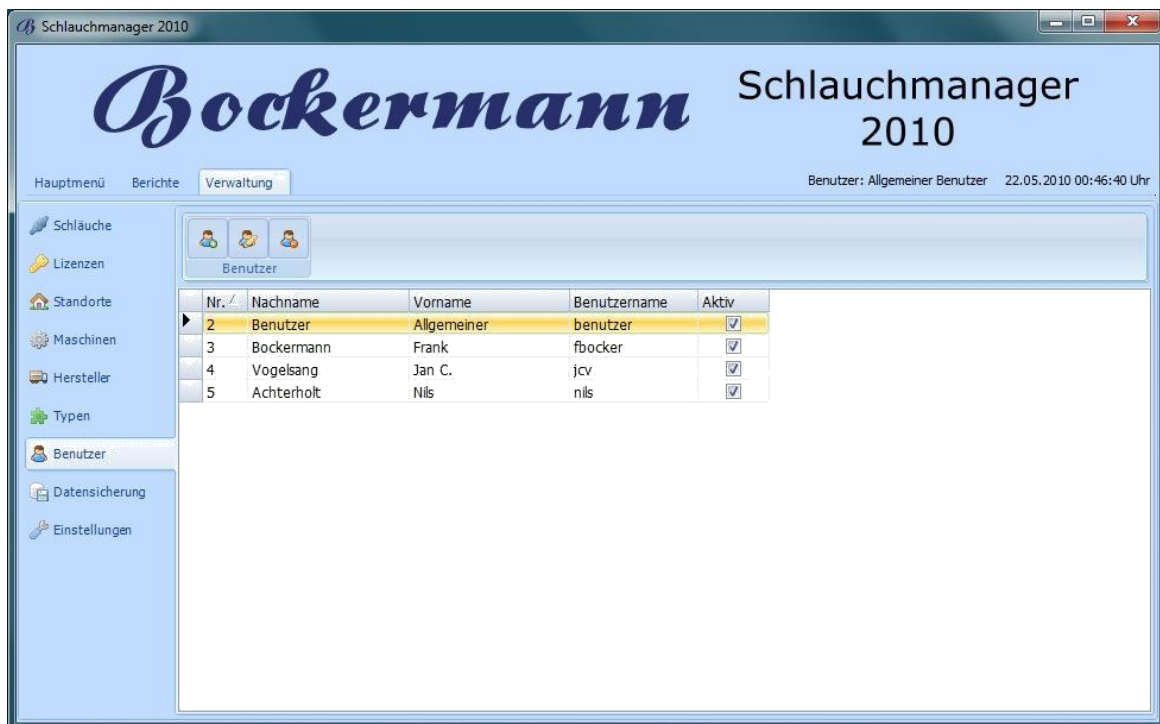 Schlauchmanager 2010
Bockermann
Schlauchmanager
2010
Hauptmenü Berichte Verwaltung
Benutzer: Allgemeiner Benutzer 22.05.2010 00:46:40 Uhr
Schläuche
Lizenzen
Standorte
Maschinen
Hersteller
Typen
Benutzer
Datensicherung
Einstellungen
Benutzer
Nr. Nachname Vorname Benutzername Aktiv
2 Benutzer Allgemeiner benutzer
3 Bockermann Frank fbocker
4 Vogelsang Jan C. jcv
5 Achterholt Nils nils